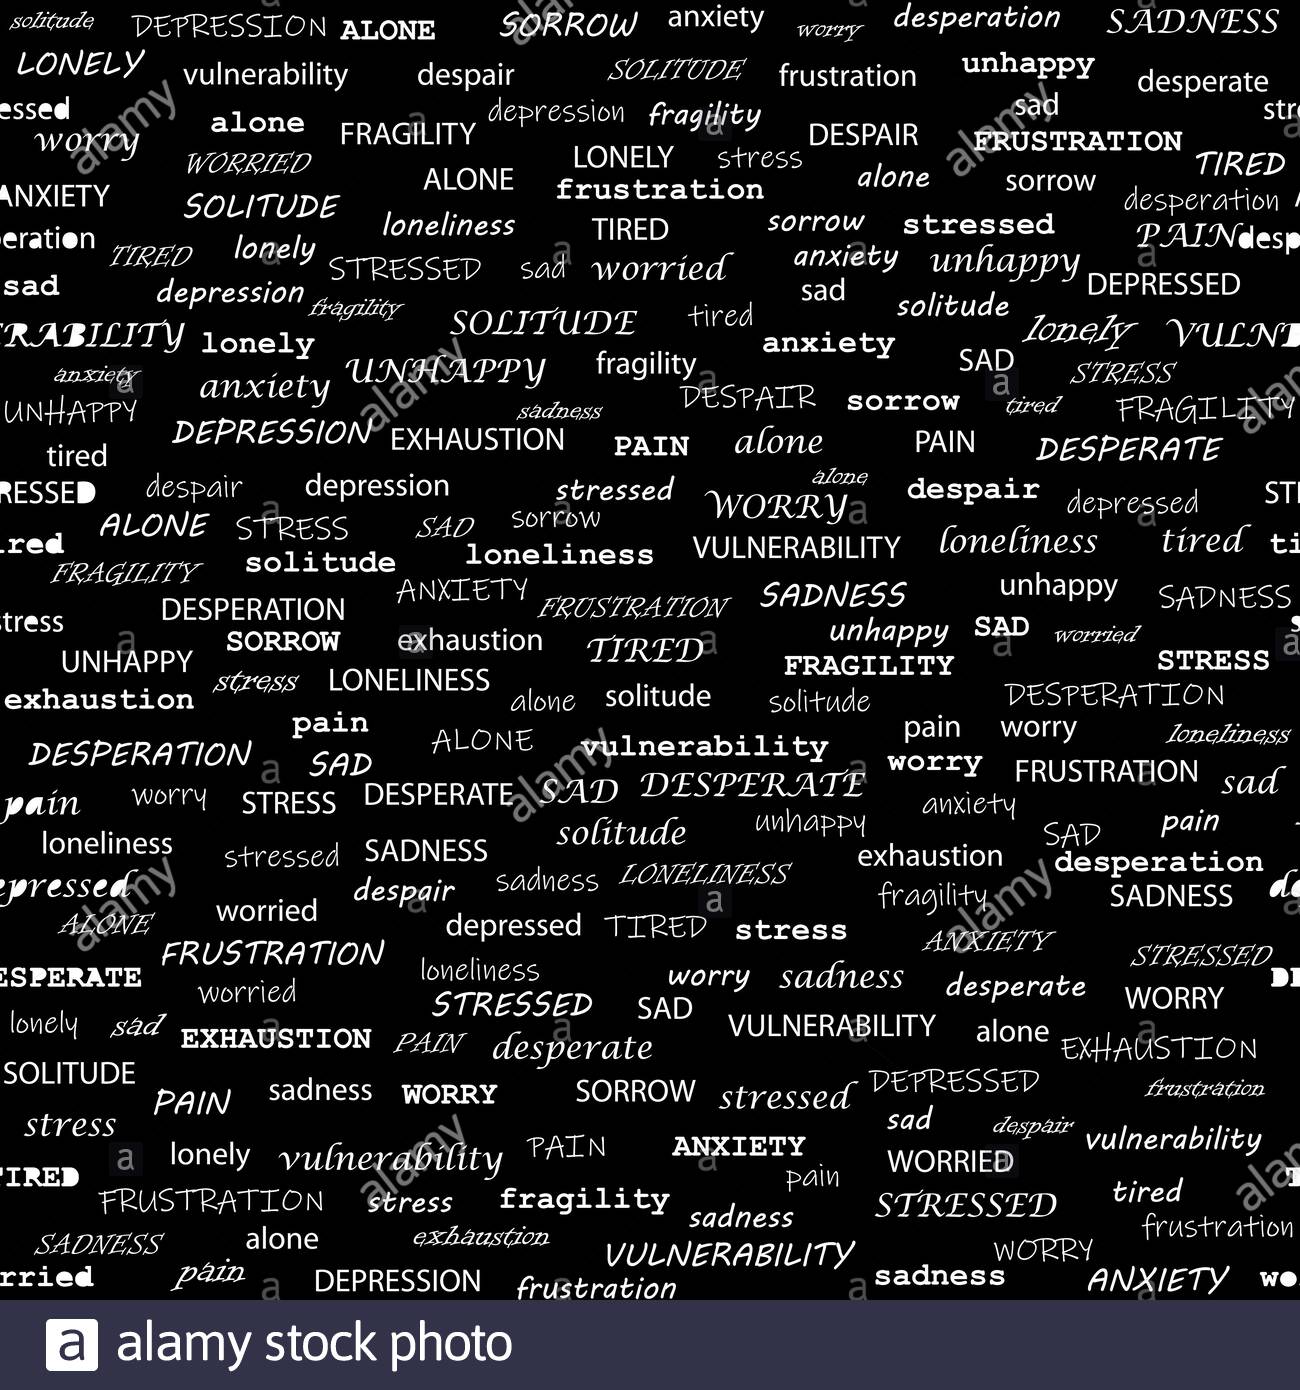 solitude DEPRESSION ALONE SORROW anxiety worry desperation SADNESS
LONELY vulnerability despair SOLITUDE frustration unhappy desperate
essed alone FRAGILITY depression fragility DESPAIR sad str
worry WORRIED LONELY stress FRUSTRATION TIRED
ANXIETY SOLITUDE ALONE frustration alone sorrow desperation
eration loneliness TIRED sorrow stressed PAIN desp
TIRED lonely STRESSED sad worried anxiety unhappy DEPRESSED
sad depression fragility sad solitude
RABILITY lonely SOLITUDE tired anxiety lonely VULNE
anxiety anxiety UNHAPPY fragility SAD STRESS
UNHAPPY DEPRESSION sadness DESPAIR sorrow tired FRAGILITY
tired EXHAUSTION PAIN alone PAIN DESPERATE
RESSED despair depression stressed WORRY alone despair depressed ST
ALONE STRESS SAD sorrow
ired FRAGILITY solitude loneliness VULNERABILITY loneliness tired ti
DESPERATION ANXIETY FRUSTRATION SADNESS unhappy SADNESS
stress SORROW exhaustion TIRED unhappy SAD worried s
UNHAPPY stress LONELINESS FRAGILITY STRESS
exhaustion pain alone solitude solitude DESPERATION
DESPERATION SAD ALONE vulnerability pain worry loneliness
worry FRUSTRATION sad
pain worry STRESS DESPERATE SAD DESPERATE anxiety
loneliness stressed SADNESS solitude unhappy exhaustion SAD pain
epressed despair sadness LONELINESS fragility desperation SADNESS de
ALONE worried depressed TIRED stress ANXIETY
ESPERATE FRUSTRATION loneliness worry sadness desperate STRESSED DE
worried STRESSED SAD WORRY
lonely sad EXHAUSTION PAIN desperate VULNERABILITY alone EXHAUSTION
SOLITUDE PAIN sadness WORRY SORROW stressed DEPRESSED frustration
stress lonely vulnerability PAIN ANXIETY sad despair vulnerability
TIRED FRUSTRATION stress fragility pain WORRIED STRESSED tired T
SADNESS alone exhaustion sadness VULNERABILITY WORRY frustration
rried pain DEPRESSION frustration sadness ANXIETY wo
alamy stock photo